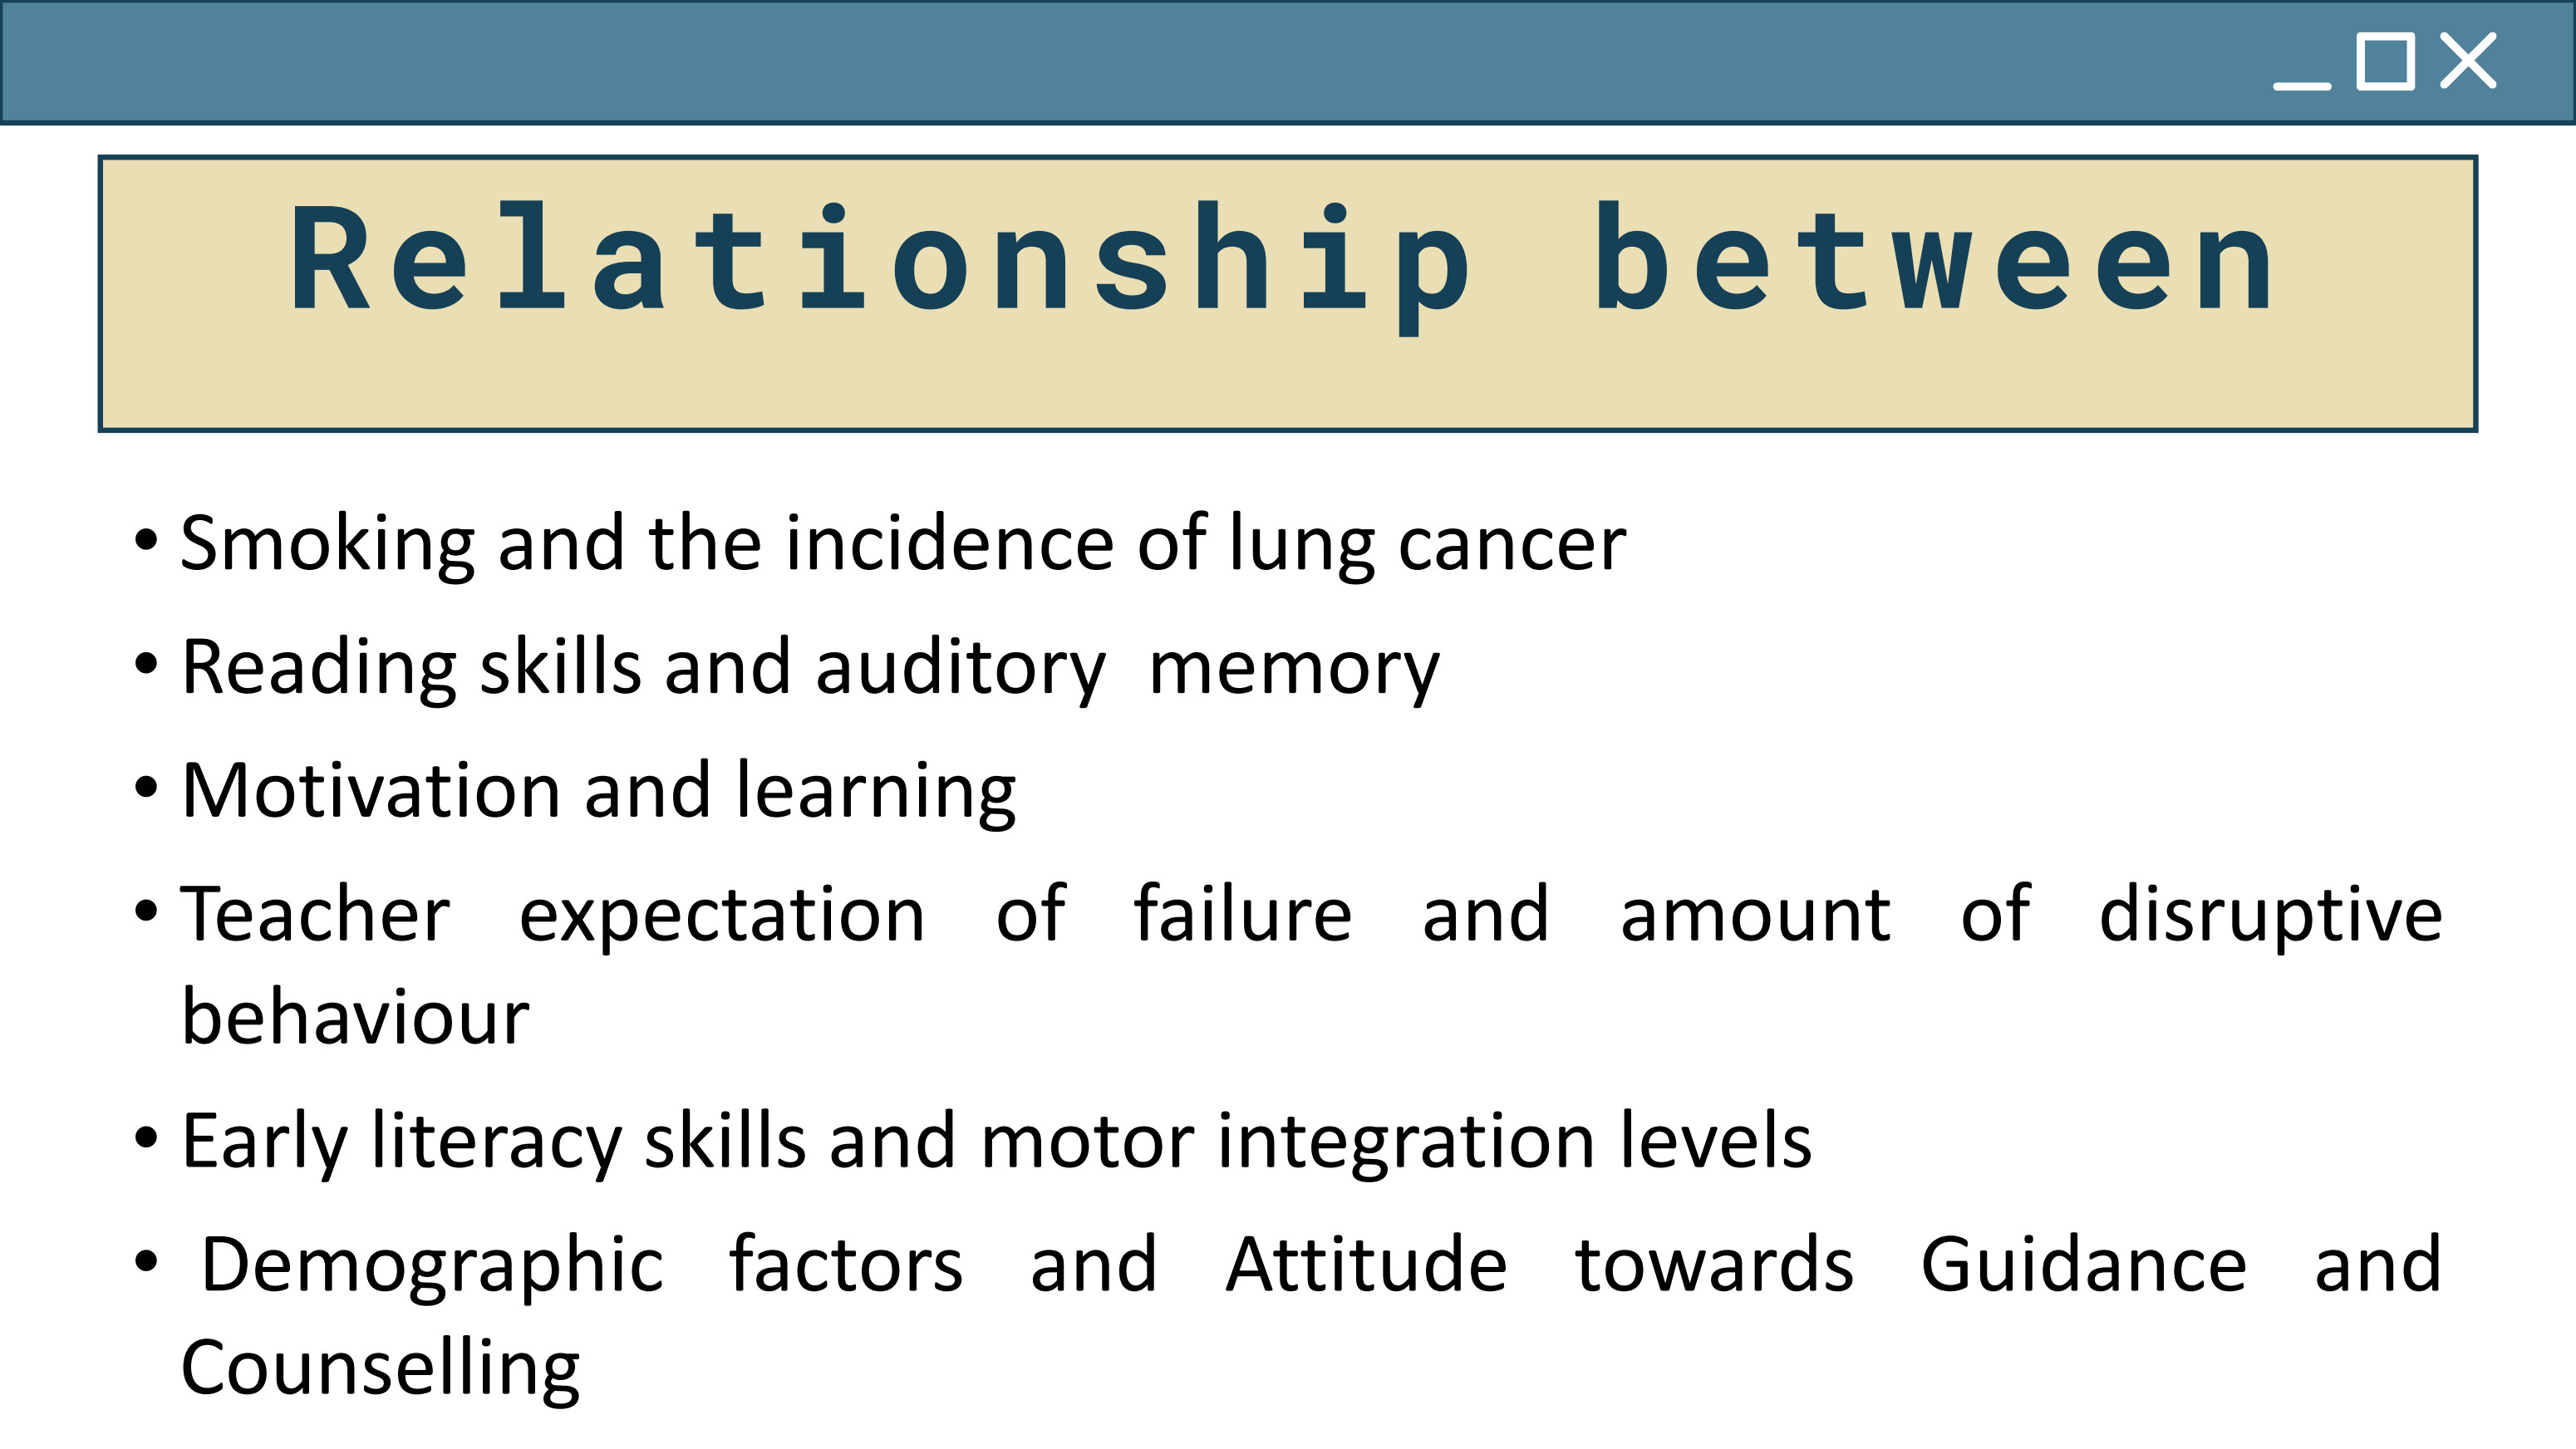 Relationship between
• Smoking and the incidence of lung cancer
• Reading skills and auditory  memory
• Motivation and learning
• Teacher expectation of failure and amount of disruptive
behaviour
• Early literacy skills and motor integration levels
• Demographic factors and Attitude towards Guidance and
Counselling